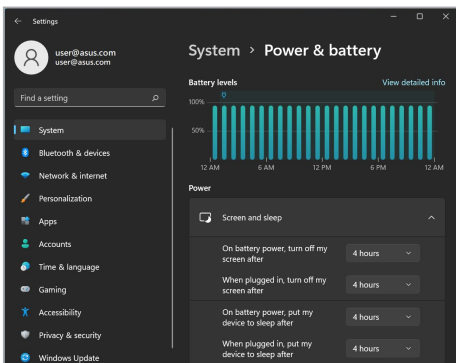 Settings
user@asus.com
user@asus.com
Find a setting
System
Bluetooth & devices
Network & internet
Personalization
Apps
Accounts
Time & language
Gaming
Accessibility
Privacy & security
Windows Update
System > Power & battery
Battery levels
View detailed info
100%
50%
12 AM 6 AM 12 PM 6 PM 12 AM
Power
Screen and sleep
On battery power, turn off my
screen after
4 hours
When plugged in, turn off my
screen after
4 hours
On battery power, put my
device to sleep after
4 hours
When plugged in, put my
device to sleep after
4 hours